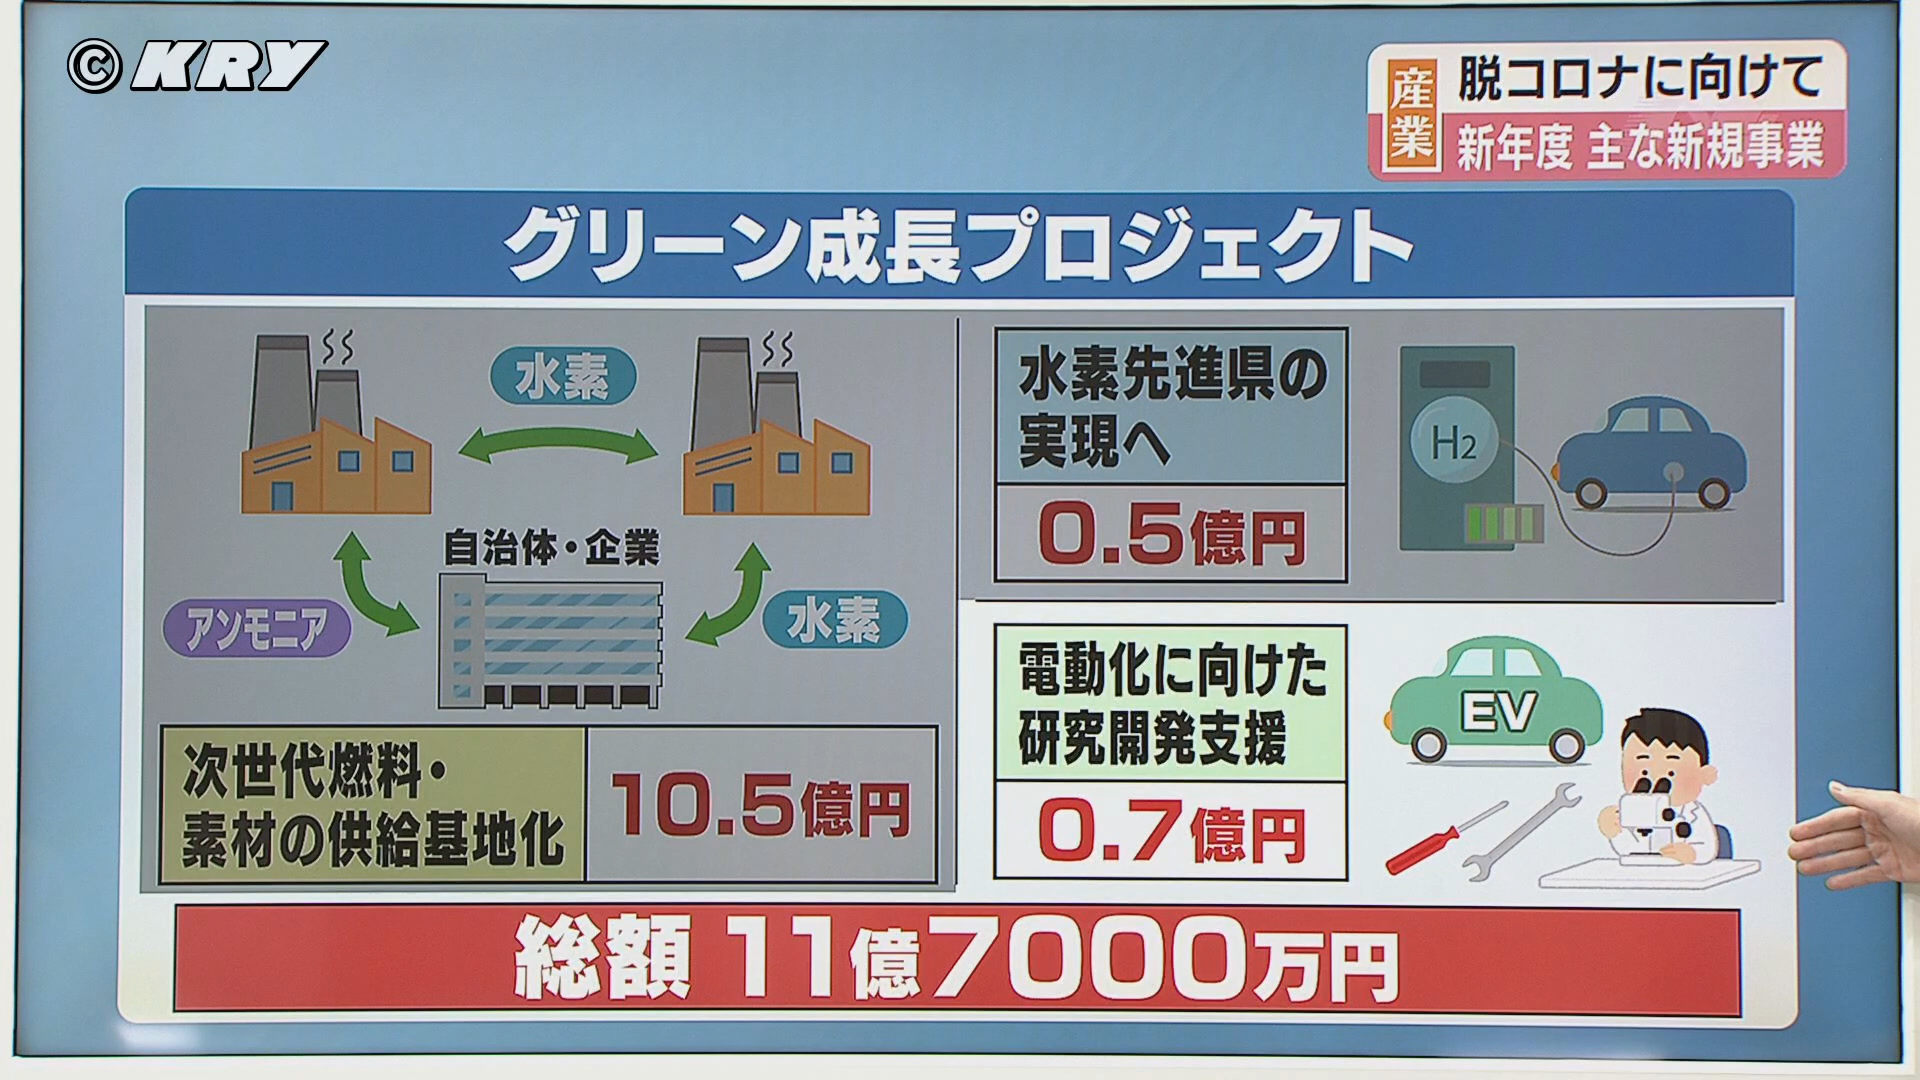 ©KRY
産業
脱コロナに向けて
新年度 主な新規事業
グリーン成長プロジェクト
水素
自治体・企業
アンモニア
水素
次世代燃料・
素材の供給基地化
10.5億円
水素先進県の
実現へ
0.5億円
H2
電動化に向けた
研究開発支援
0.7億円
EV
総額 11億7000万円